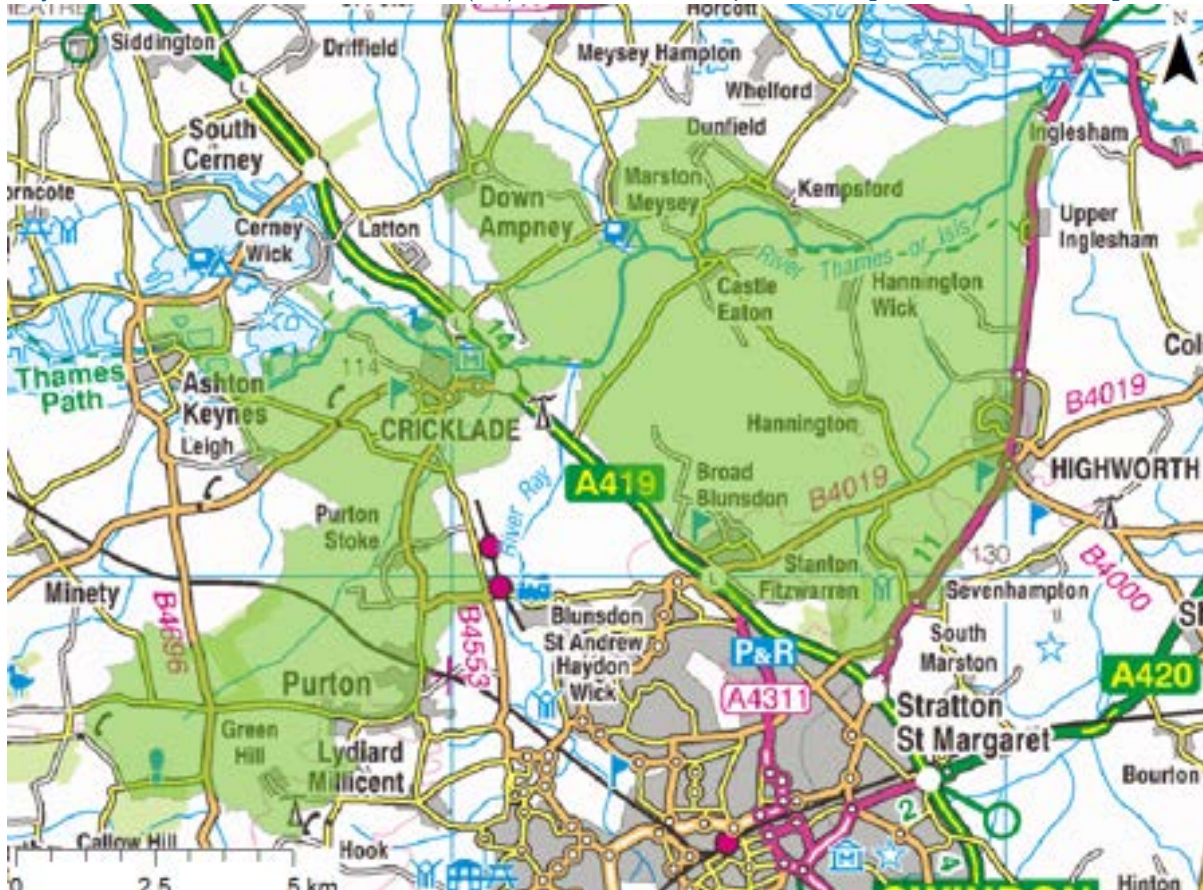 Siddington
Driffield
Meysey Hampton
Horcott
N
Whelford
South
Cerney
Dunfield
Inglesham
Down
Ampney
Marston
Meysey
Kempsford
Cerney
Wick
Latton
Upper
Inglesham
River Thames or Isis
Castle
Eaton
Hannington
Wick
14
114
Thames
Path
Ashton
Keynes
Leigh
CRICKLADE
Hannington
B4019
HIGHWORTH
A419
Broad
Blunsdon
B4019
River Ray
Purton
Stoke
11
130
Stanton
Fitzwarren
Sevenhampton
B4000
Minety
B4696
B4553
Blunsdon
St Andrew
Haydon
Wick
P&R
South
Marston
A420
Purton
A4311
Stratton
St Margaret
Green
Hill
Lydiard
Millicent
Bourton
2
Callow Hill
Hook
4
Hinton
0 2.5 5 km